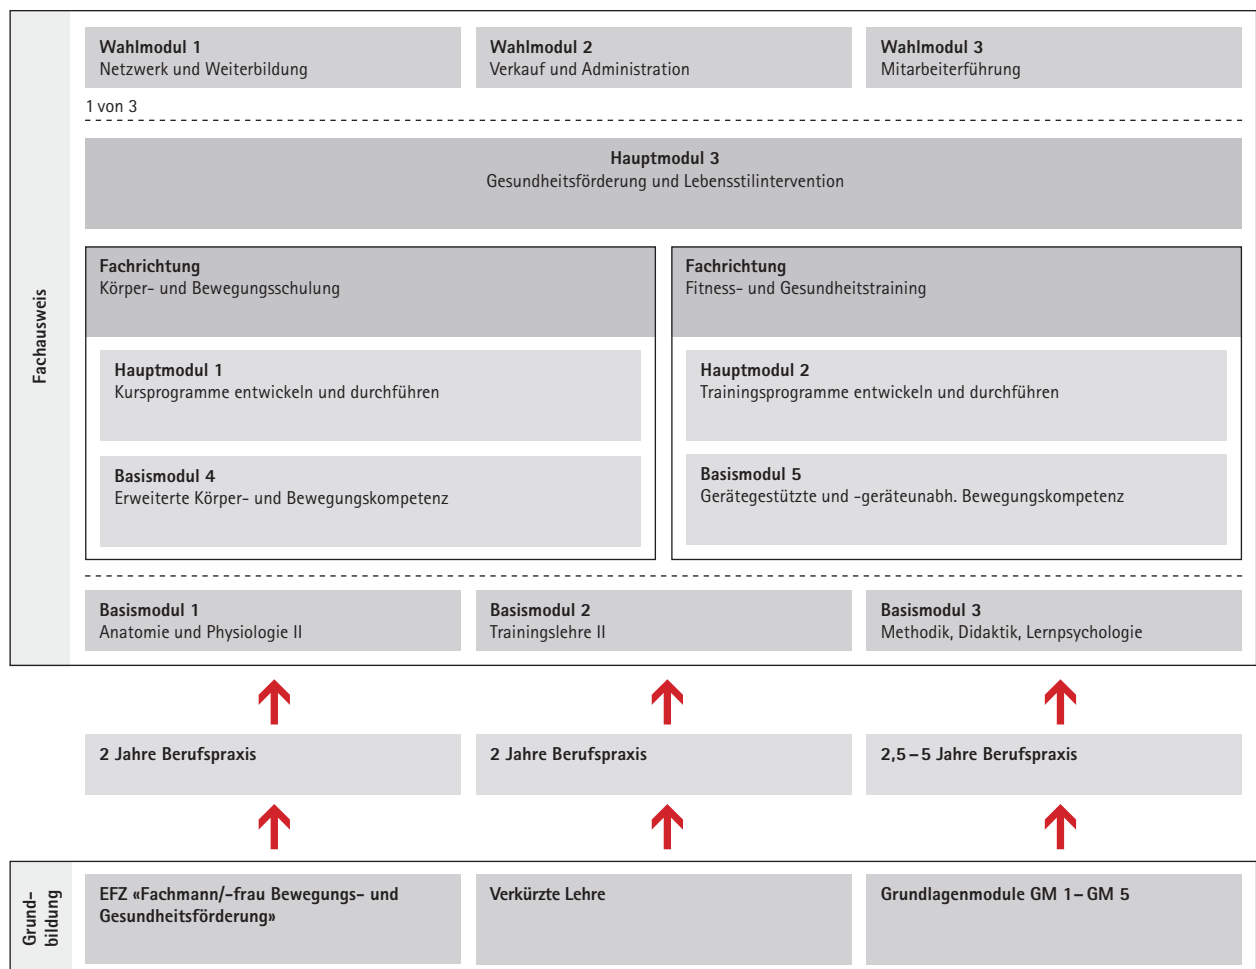 Wahlmodul 1
Netzwerk und Weiterbildung
Wahlmodul 2
Verkauf und Administration
Wahlmodul 3
Mitarbeiterführung
1 von 3
Hauptmodul 3
Gesundheitsförderung und Lebensstilintervention
Fachausweis
Fachrichtung
Körper- und Bewegungsschulung
Hauptmodul 1
Kursprogramme entwickeln und durchführen
Basismodul 4
Erweiterte Körper- und Bewegungskompetenz
Fachrichtung
Fitness- und Gesundheitstraining
Hauptmodul 2
Trainingsprogramme entwickeln und durchführen
Basismodul 5
Gerätegestützte und -geräteunabh. Bewegungskompetenz
Basismodul 1
Anatomie und Physiologie II
Basismodul 2
Trainingslehre II
Basismodul 3
Methodik, Didaktik, Lernpsychologie
2 Jahre Berufspraxis
2 Jahre Berufspraxis
2,5–5 Jahre Berufspraxis
Grund-
bildung
EFZ «Fachmann/-frau Bewegungs- und
Gesundheitsförderung»
Verkürzte Lehre
Grundlagenmodule GM 1–GM 5